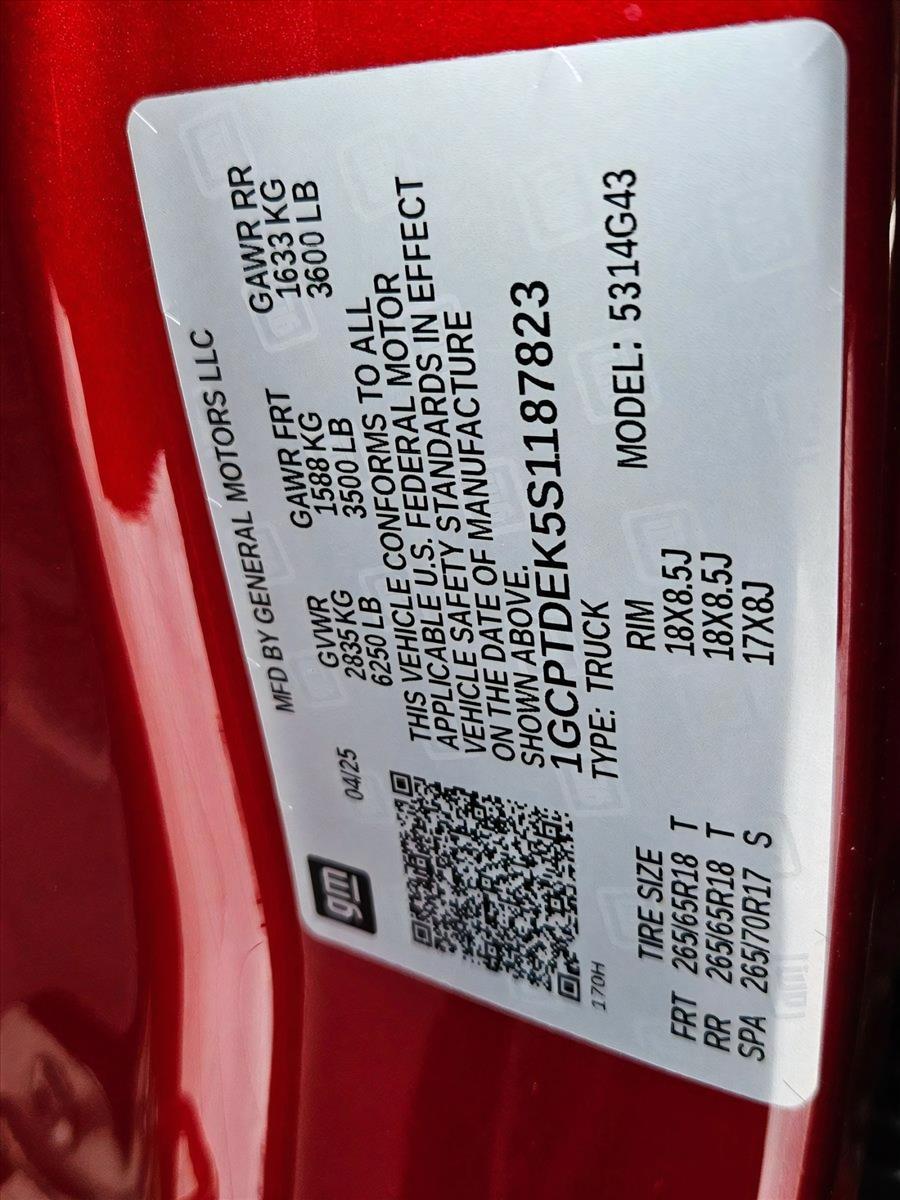 gm
MFD BY GENERAL MOTORS LLC
04/25
GVWR GAWR FRT GAWR RR
2835 KG 1588 KG 1633 KG
6250 LB 3500 LB 3600 LB
THIS VEHICLE CONFORMS TO ALL
APPLICABLE U.S. FEDERAL MOTOR
VEHICLE SAFETY STANDARDS IN EFFECT
ON THE DATE OF MANUFACTURE
SHOWN ABOVE.
1GCPTDEK5S1187823
TYPE: TRUCK MODEL: 5314G43
170H
TIRE SIZE RIM
FRT 265/65R18 T 18X8.5J
RR 265/65R18 T 18X8.5J
SPA 265/70R17 S 17X8J